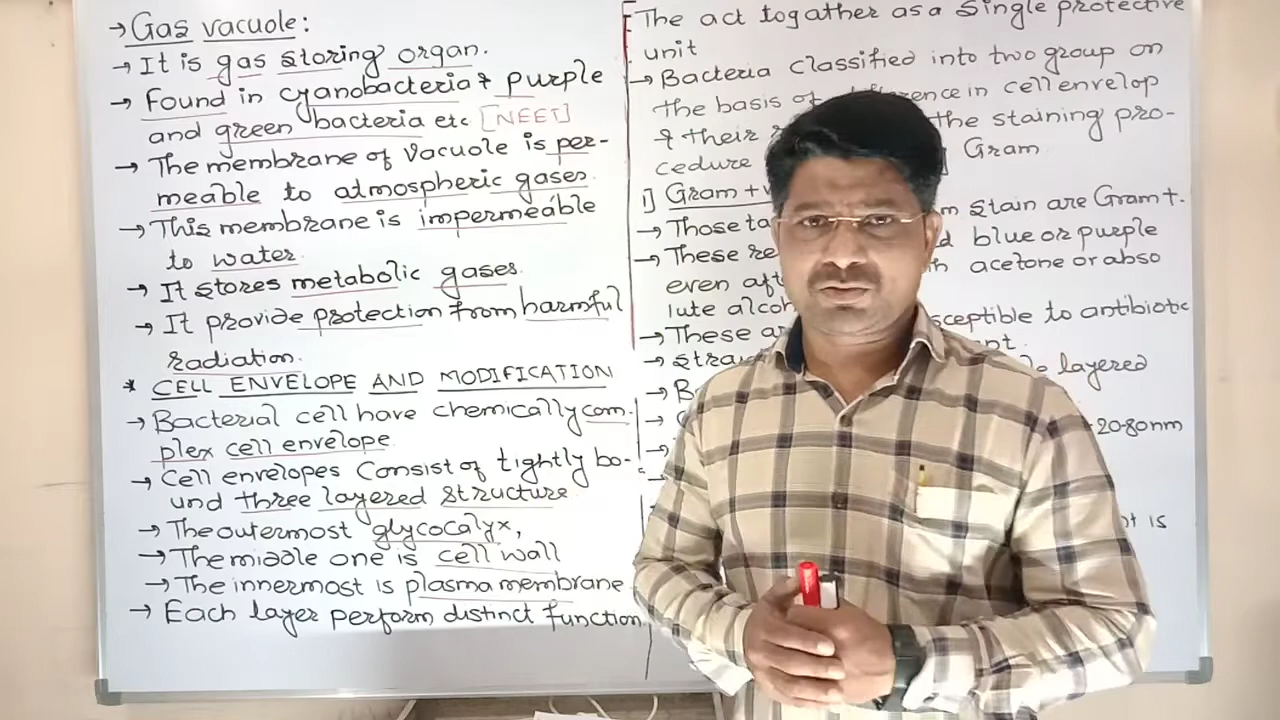 → Gas vacuole:
→ It is gas storing organ.
→ Found in cyanobacteria & purple
and green bacteria etc [NEET]
→ The membrane of Vacuole is per-
meable to atmospheric gases.
→ This membrane is impermeable
to water.
→ It stores metabolic gases.
→ It provide protection from harmful
radiation.
* CELL ENVELOPE AND MODIFICATION
→ Bacterial cell have chemically com-
plex cell envelope.
→ Cell envelopes Consist of tightly bo-
und three layered structure.
→ The outermost glycocalyx,
→ The middle one is cell wall
→ The innermost is plasma membrane
→ Each layer perform distinct function
The act togather as a single protective
unit
→ Bacteria classified into two group on
the basis of in cell envelop
& their the staining pro-
cedure Gram
1] Gram +
→ Those stain are Gram+.
→ These blue or purple
even acetone or abso
lute
→ These to antibiotic
→ layered
→
→ 20-80nm
→
is